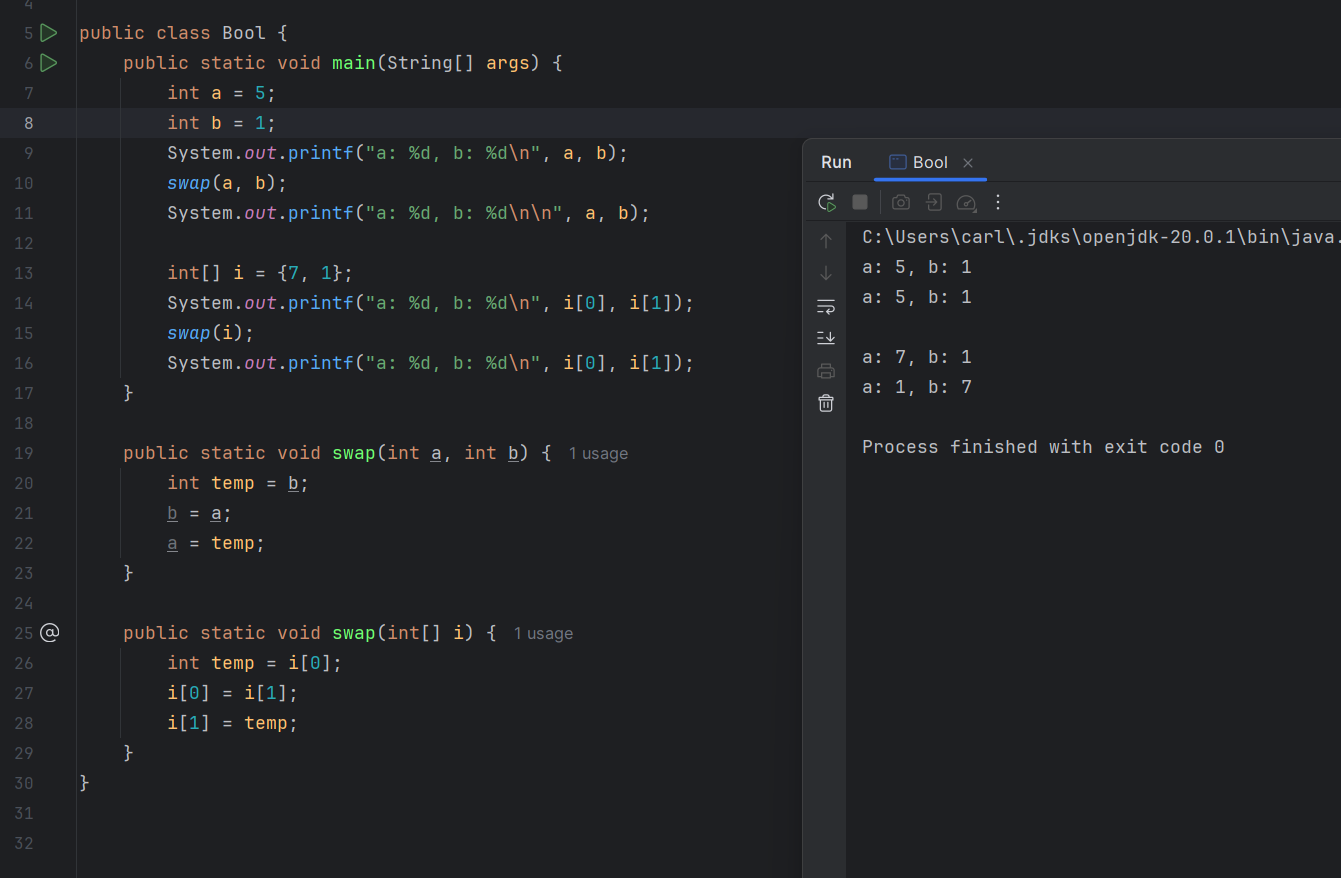 4
5 public class Bool {
6 public static void main(String[] args) {
7 int a = 5;
8 int b = 1;
9 System.out.printf("a: %d, b: %d\n", a, b);
10 swap(a, b);
11 System.out.printf("a: %d, b: %d\n\n", a, b);
12
13 int[] i = {7, 1};
14 System.out.printf("a: %d, b: %d\n", i[0], i[1]);
15 swap(i);
16 System.out.printf("a: %d, b: %d\n", i[0], i[1]);
17 }
18
19 public static void swap(int a, int b) { 1 usage
20 int temp = b;
21 b = a;
22 a = temp;
23 }
24
25 @ public static void swap(int[] i) { 1 usage
26 int temp = i[0];
27 i[0] = i[1];
28 i[1] = temp;
29 }
30 }
31
32
Run Bool
C:\Users\carl\.jdks\openjdk-20.0.1\bin\java.
a: 5, b: 1
a: 5, b: 1
a: 7, b: 1
a: 1, b: 7
Process finished with exit code 0